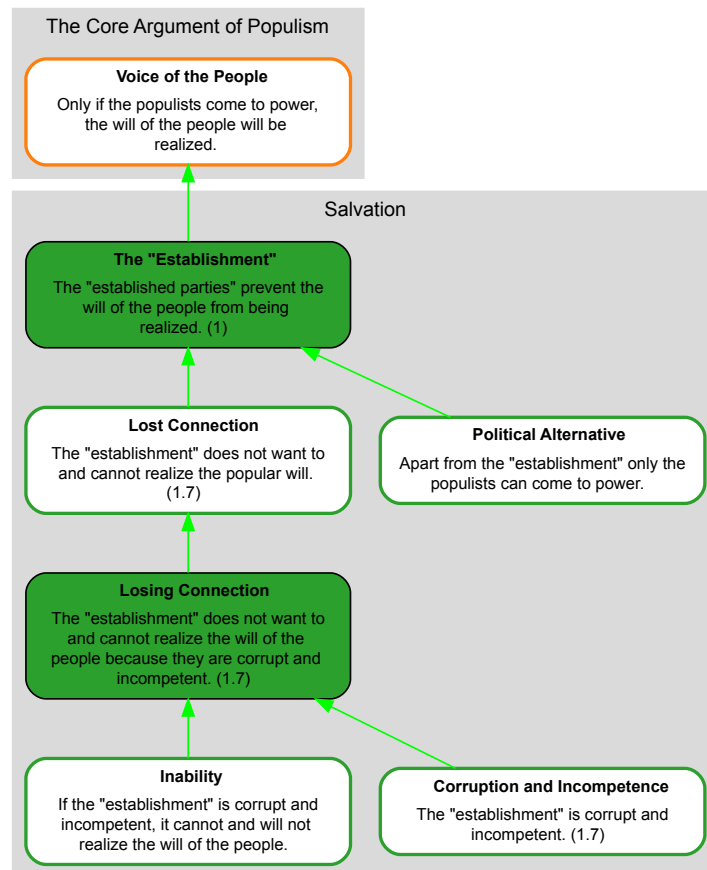 The Core Argument of Populism
Voice of the People
Only if the populists come to power,
the will of the people will be
realized.
Salvation
The "Establishment"
The "established parties" prevent the
will of the people from being
realized. (1)
Lost Connection
The "establishment" does not want to
and cannot realize the popular will.
(1.7)
Political Alternative
Apart from the "establishment" only the
populists can come to power.
Losing Connection
The "establishment" does not want to
and cannot realize the will of the
people because they are corrupt and
incompetent. (1.7)
Inability
If the "establishment" is corrupt and
incompetent, it cannot and will not
realize the will of the people.
Corruption and Incompetence
The "establishment" is corrupt and
incompetent. (1.7)